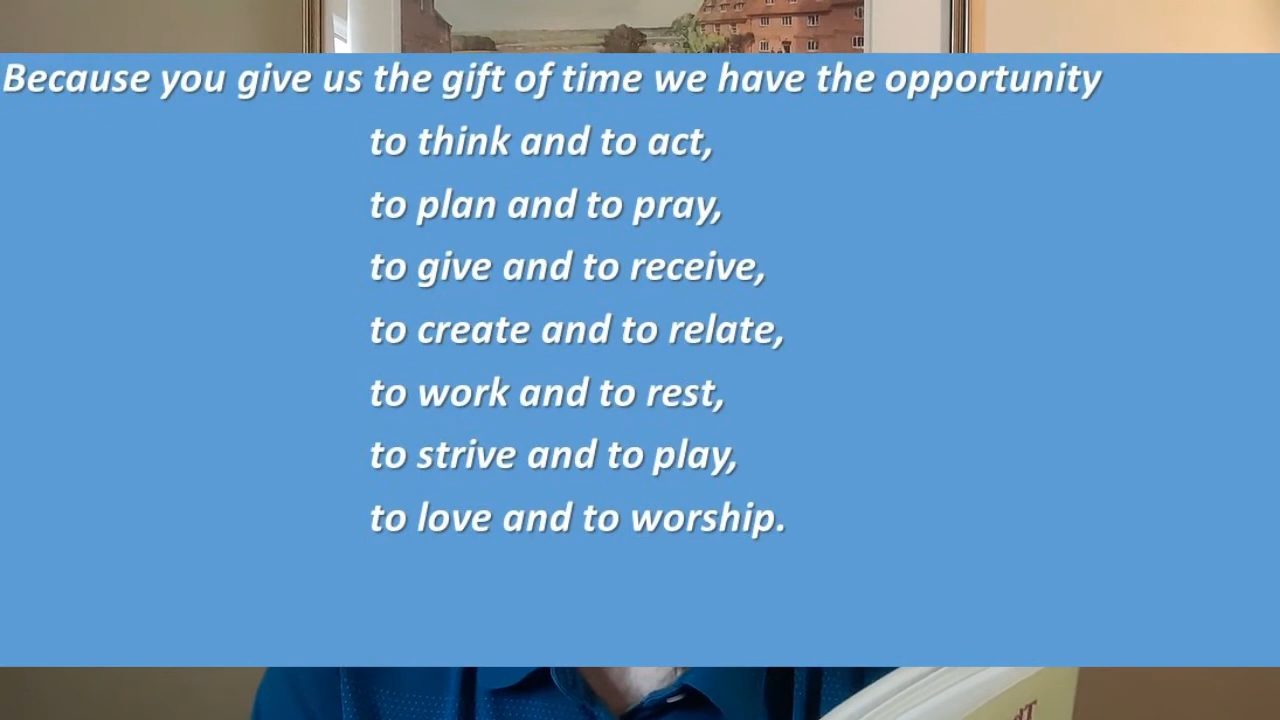 Because you give us the gift of time we have the opportunity
to think and to act,
to plan and to pray,
to give and to receive,
to create and to relate,
to work and to rest,
to strive and to play,
to love and to worship.